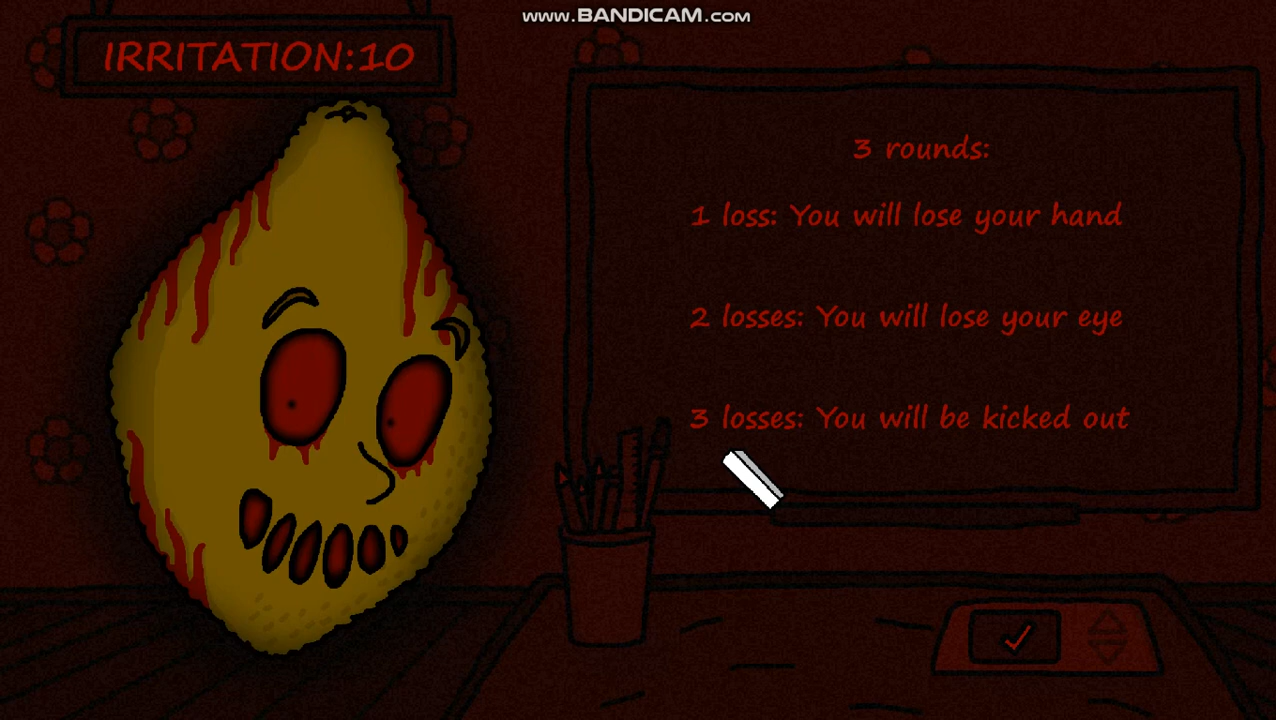 www.BANDICAM.com
IRRITATION:10
3 rounds:
1 loss: You will lose your hand
2 losses: You will lose your eye
3 losses: You will be kicked out